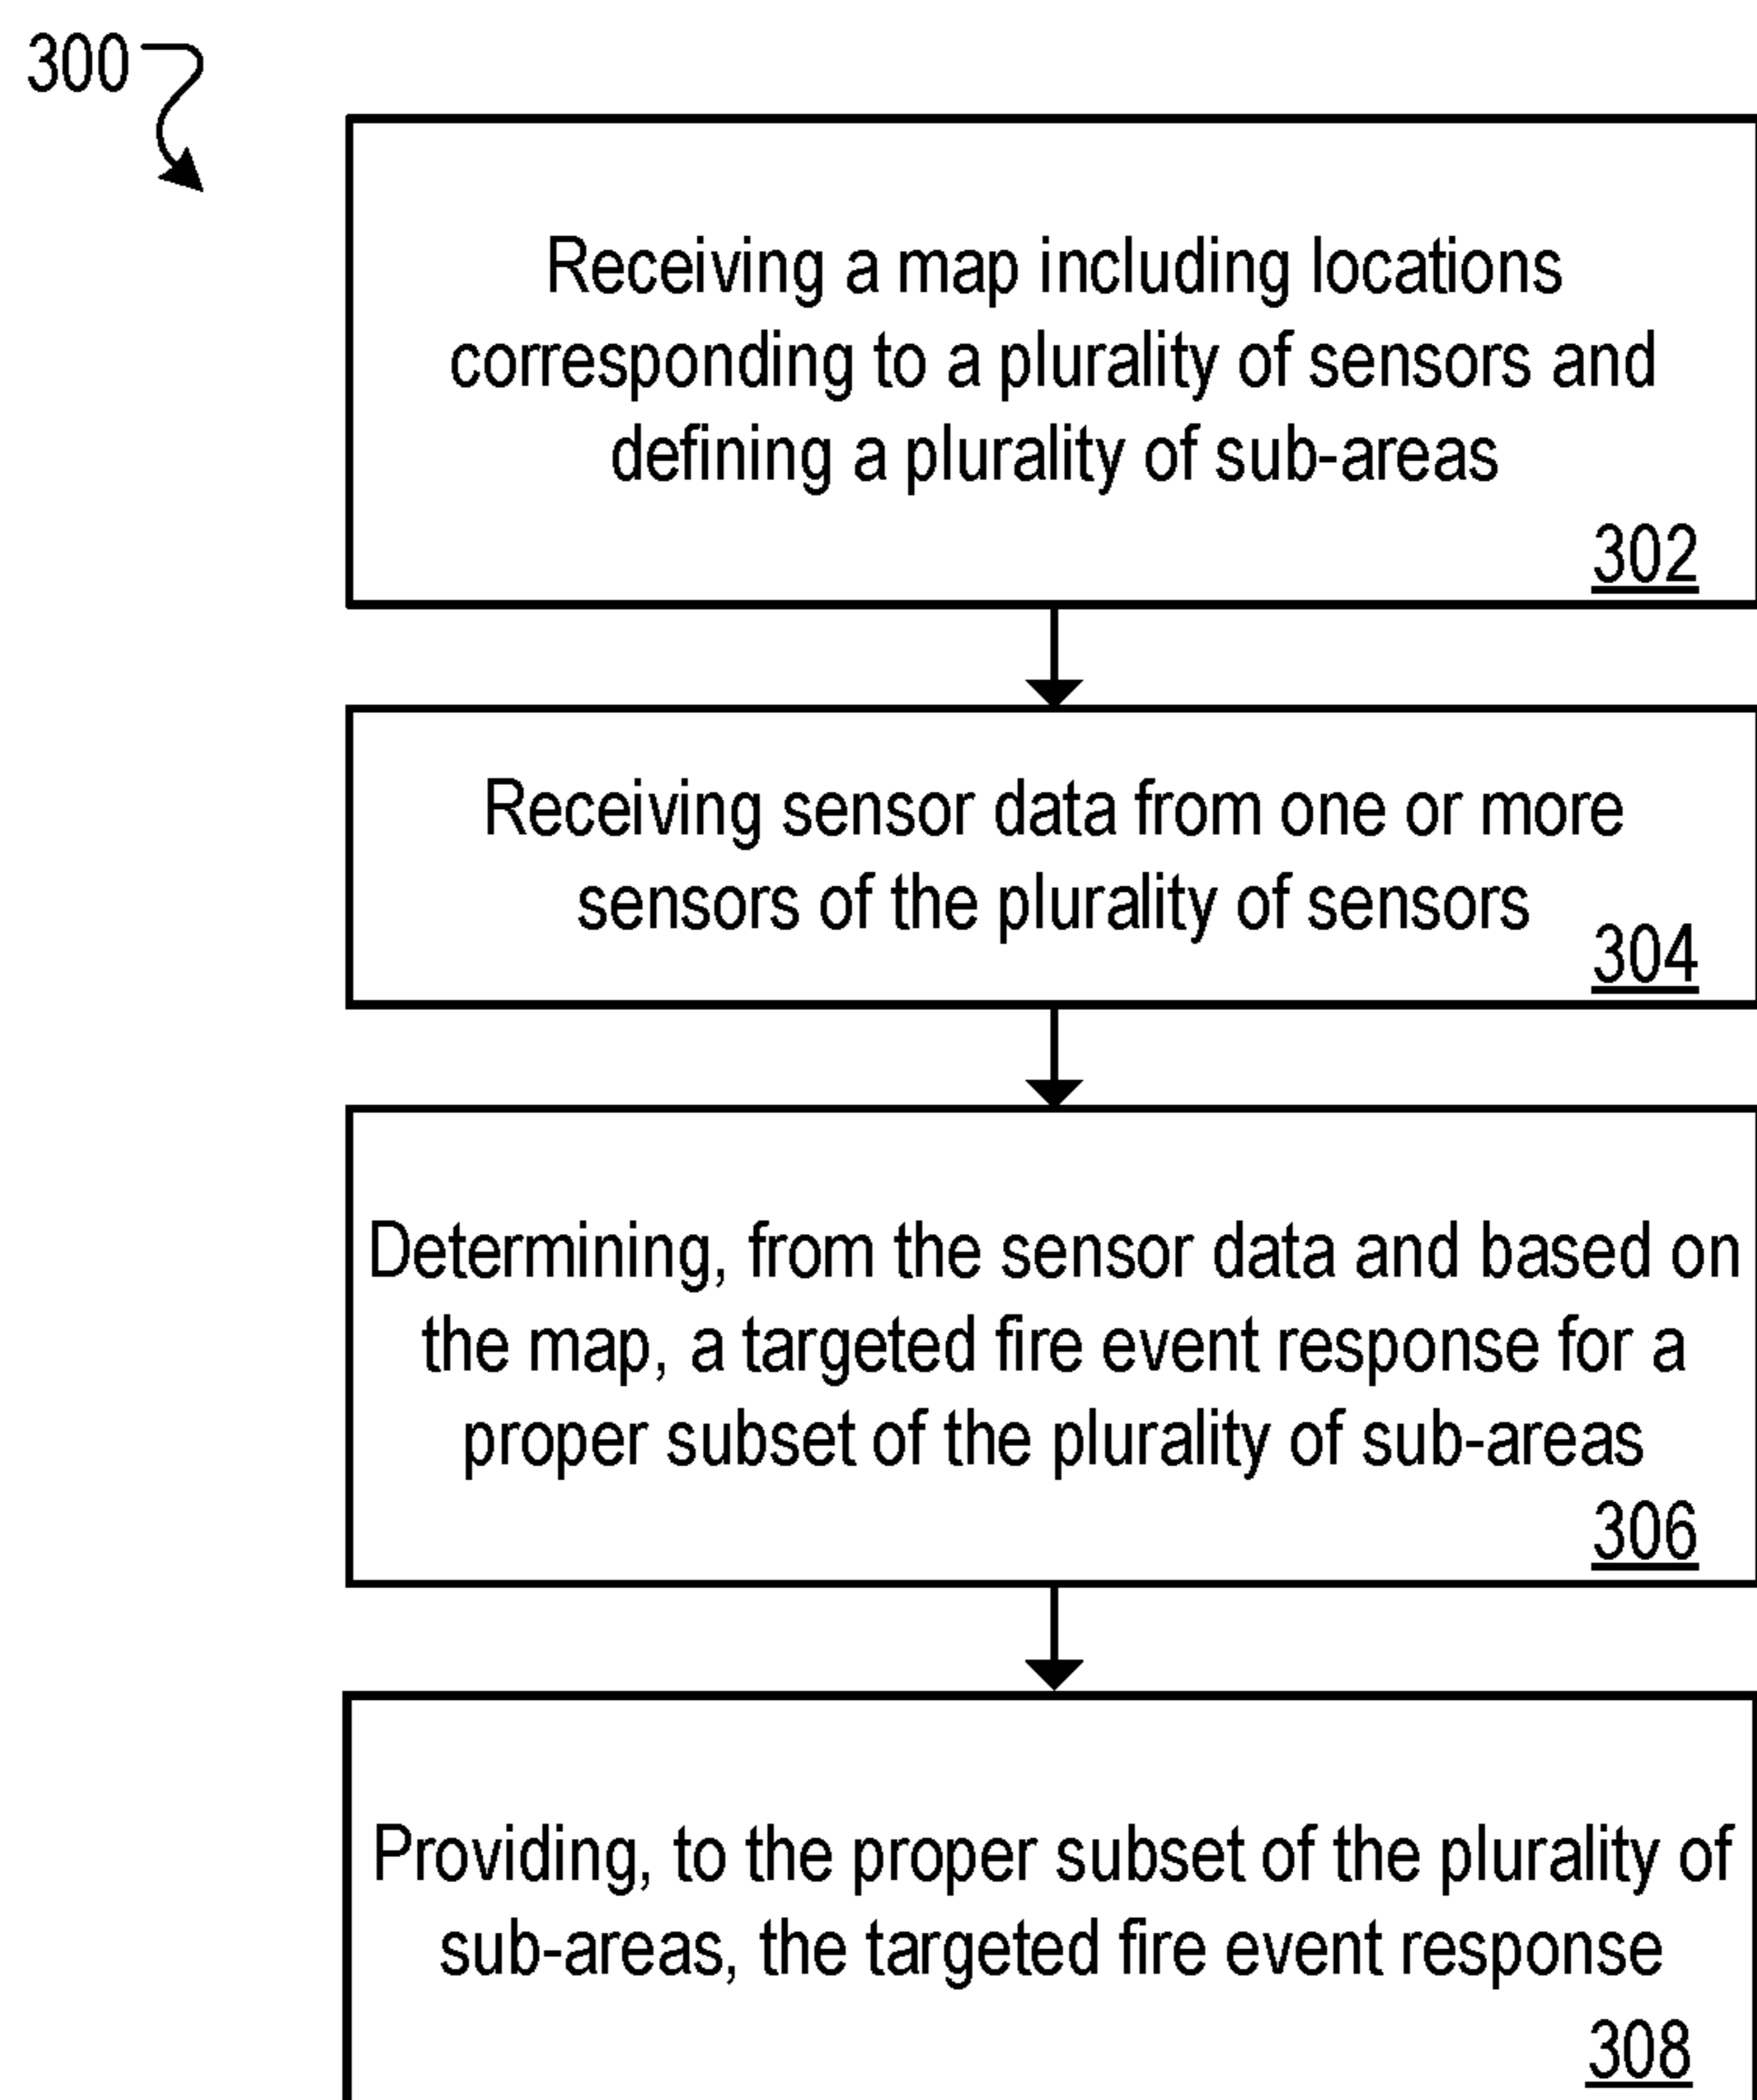 300
Receiving a map including locations
corresponding to a plurality of sensors and
defining a plurality of sub-areas
302
Receiving sensor data from one or more
sensors of the plurality of sensors
304
Determining, from the sensor data and based on
the map, a targeted fire event response for a
proper subset of the plurality of sub-areas
306
Providing, to the proper subset of the plurality of
sub-areas, the targeted fire event response
308